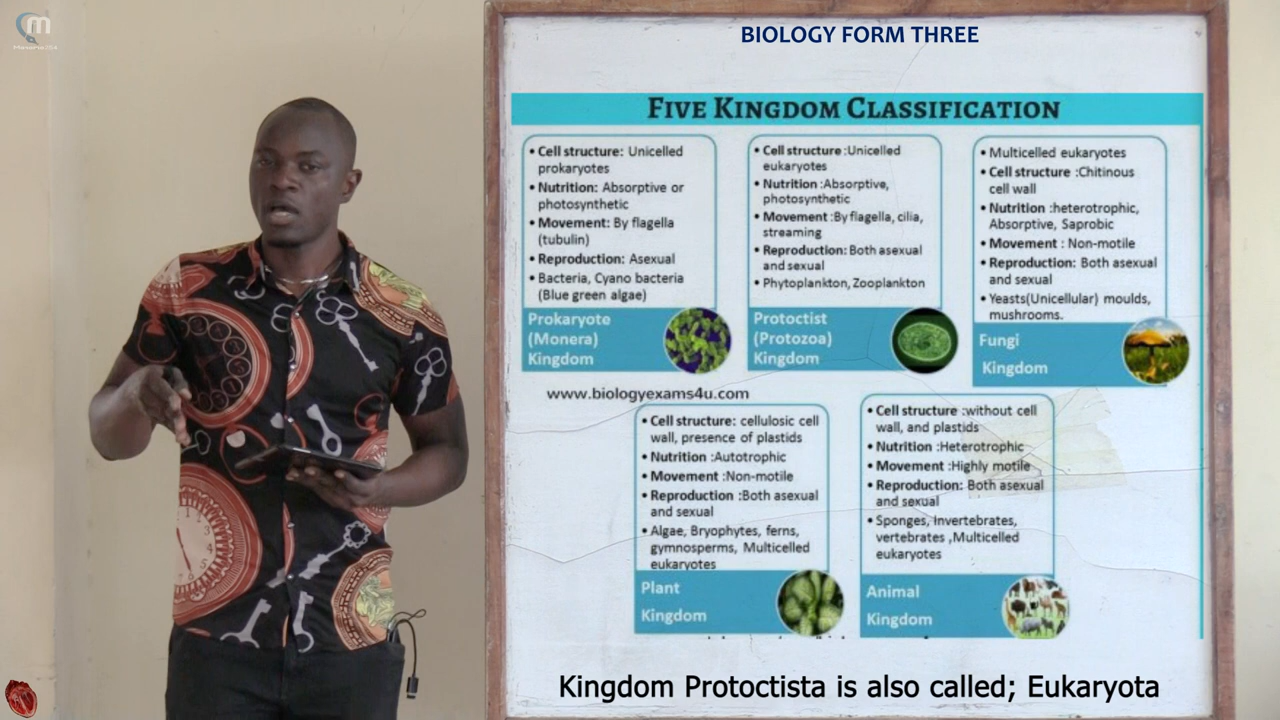 BIOLOGY FORM THREE
FIVE KINGDOM CLASSIFICATION
• Cell structure: Unicelled
prokaryotes
• Nutrition: Absorptive or
photosynthetic
• Movement: By flagella
(tubulin)
• Reproduction: Asexual
• Bacteria, Cyano bacteria
(Blue green algae)
Prokaryote
(Monera)
Kingdom
• Cell structure :Unicelled
eukaryotes
• Nutrition :Absorptive,
photosynthetic
• Movement :By flagella, cilia,
streaming
• Reproduction: Both asexual
and sexual
• Phytoplankton, Zooplankton
Protoctist
(Protozoa)
Kingdom
• Multicelled eukaryotes
• Cell structure :Chitinous
cell wall
• Nutrition :heterotrophic,
Absorptive, Saprobic
• Movement : Non-motile
• Reproduction: Both asexual
and sexual
• Yeasts(Unicellular) moulds,
mushrooms.
Fungi
Kingdom
www.biologyexams4u.com
• Cell structure: cellulosic cell
wall, presence of plastids
• Nutrition :Autotrophic
• Movement :Non-motile
• Reproduction :Both asexual
and sexual
• Algae, Bryophytes, ferns,
gymnosperms, Multicelled
eukaryotes
Plant
Kingdom
• Cell structure :without cell
wall, and plastids
• Nutrition :Heterotrophic
• Movement :Highly motile
• Reproduction: Both asexual
and sexual
• Sponges, Invertebrates,
vertebrates ,Multicelled
eukaryotes
Animal
Kingdom
Kingdom Protoctista is also called; Eukaryota